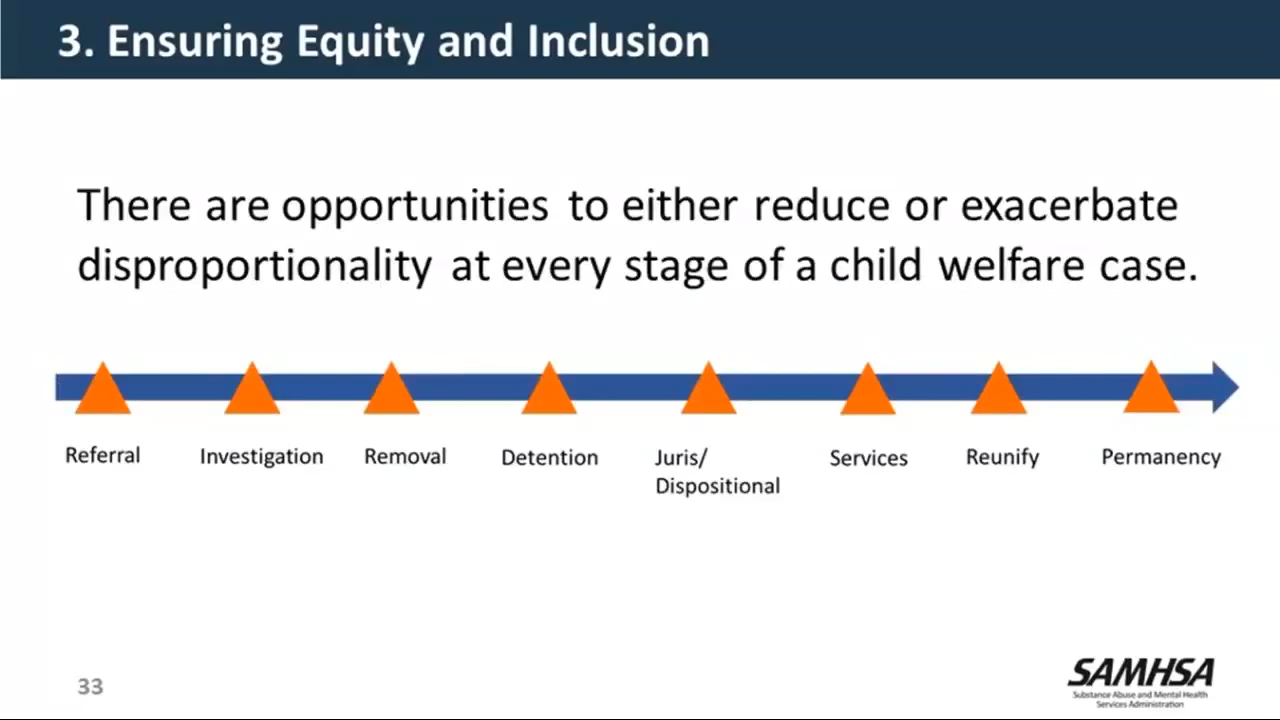 3. Ensuring Equity and Inclusion
There are opportunities to either reduce or exacerbate
disproportionality at every stage of a child welfare case.
Referral
Investigation
Removal
Detention
Juris/
Dispositional
Services
Reunify
Permanency
33
SAMHSA
Substance Abuse and Mental Health
Services Administration